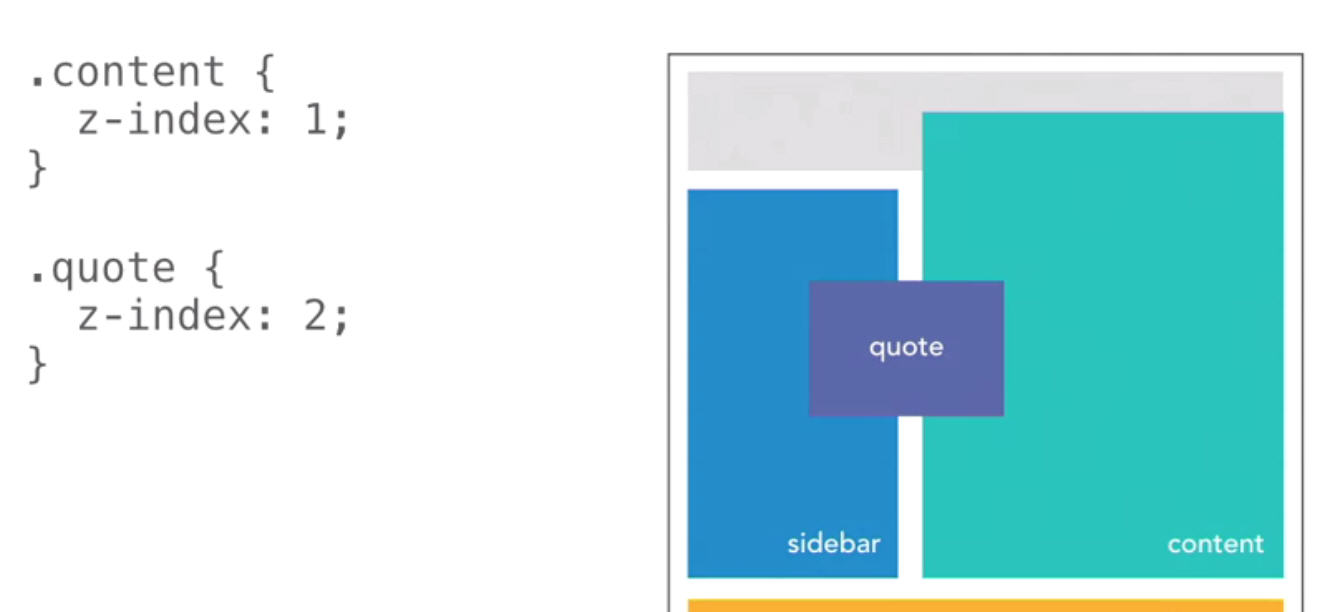 .content {
  z-index: 1;
}
.quote {
  z-index: 2;
}
quote
sidebar
content